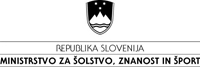 REPUBLIKA SLOVENIJA
MINISTRSTVO ZA ŠOLSTVO, ZNANOST IN ŠPORT